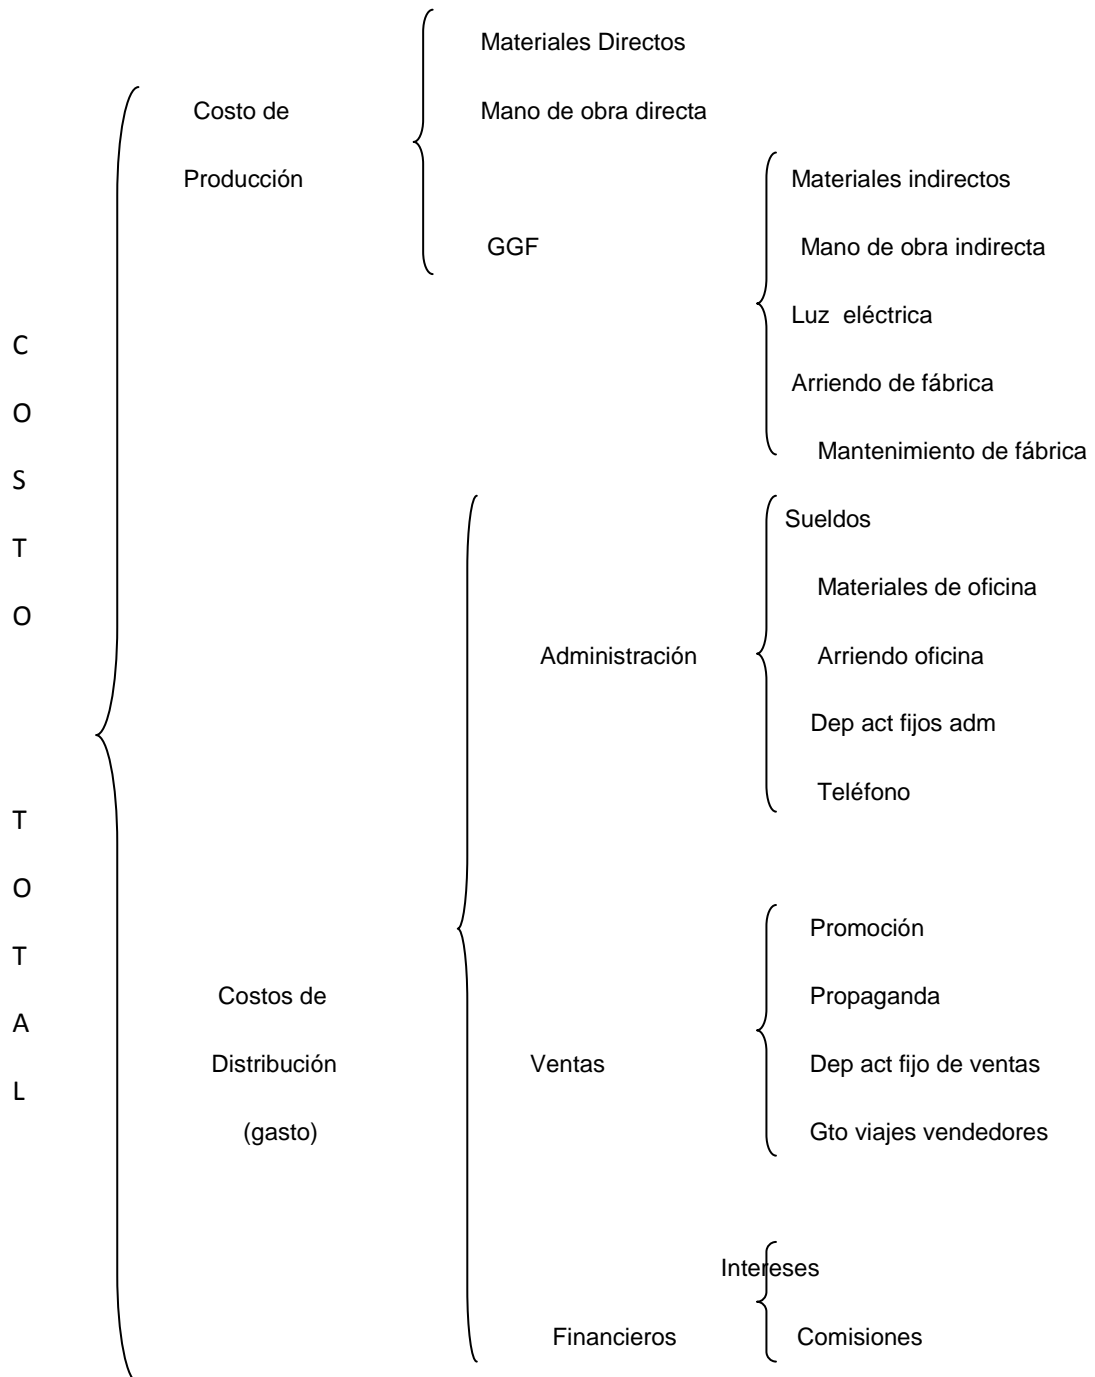 Materiales Directos
Costo de
Mano de obra directa
Producción
Materiales indirectos
GGF
Mano de obra indirecta
Luz eléctrica
C
Arriendo de fábrica
O
Mantenimiento de fábrica
S
Sueldos
T
Materiales de oficina
O
Administración
Arriendo oficina
Dep act fijos adm
Teléfono
T
O
Promoción
T
Costos de
Propaganda
A
Distribución
Ventas
Dep act fijo de ventas
L
(gasto)
Gto viajes vendedores
Intereses
Financieros
Comisiones